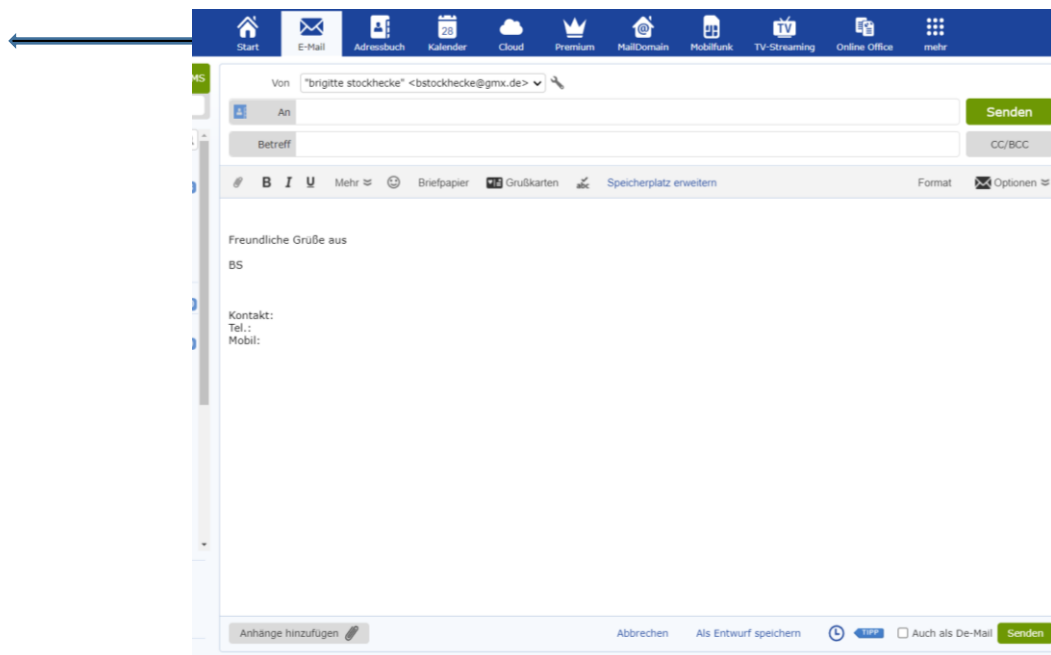 Start E-Mail Adressbuch 28 Kalender Cloud Premium @ MailDomain Mobilfunk TV TV-Streaming Online Office mehr
MS
Von "brigitte stockhecke" <bstockhecke@gmx.de>
An Senden
Betreff CC/BCC
B I U Mehr Briefpapier Grußkarten abc Speicherplatz erweitern Format Optionen
Freundliche Grüße aus
BS
Kontakt:
Tel.:
Mobil:
Anhänge hinzufügen Abbrechen Als Entwurf speichern TIPP Auch als De-Mail Senden